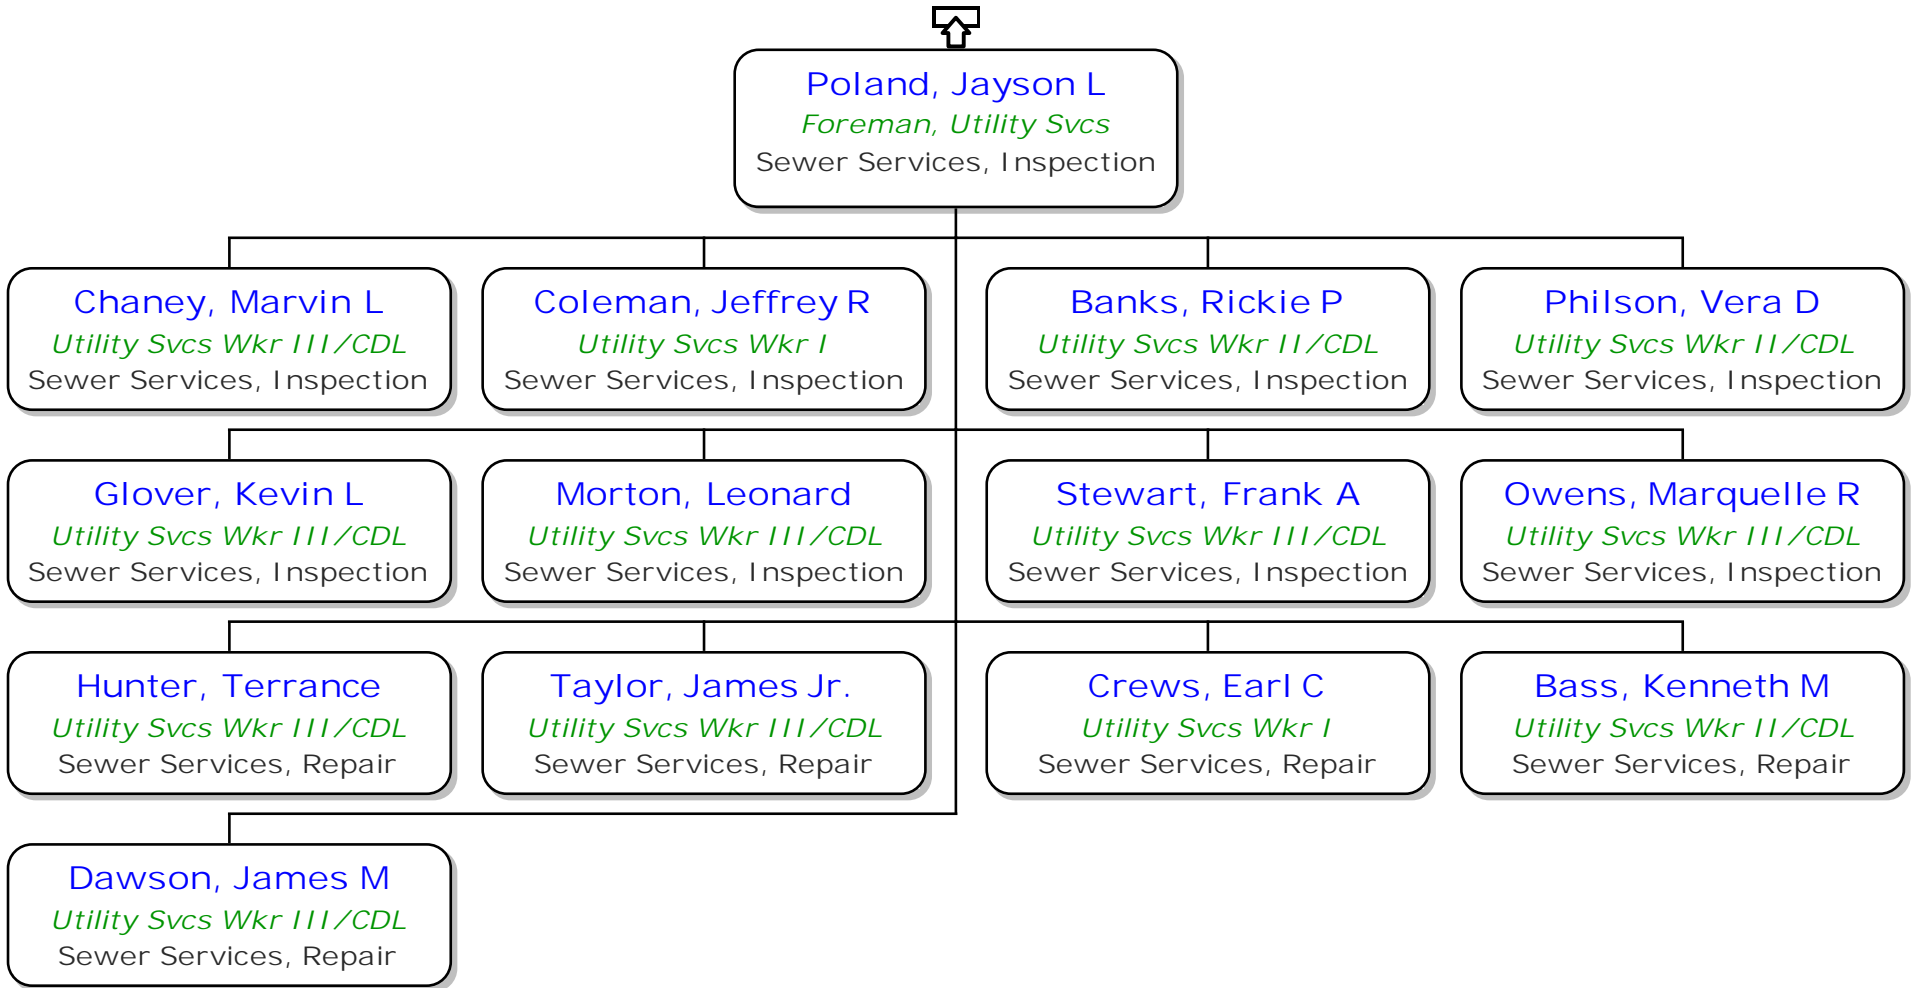 Poland, Jayson L
Foreman, Utility Svcs
Sewer Services, Inspection
Chaney, Marvin L
Utility Svcs Wkr III/CDL
Sewer Services, Inspection
Coleman, Jeffrey R
Utility Svcs Wkr I
Sewer Services, Inspection
Banks, Rickie P
Utility Svcs Wkr II/CDL
Sewer Services, Inspection
Philson, Vera D
Utility Svcs Wkr II/CDL
Sewer Services, Inspection
Glover, Kevin L
Utility Svcs Wkr III/CDL
Sewer Services, Inspection
Morton, Leonard
Utility Svcs Wkr III/CDL
Sewer Services, Inspection
Stewart, Frank A
Utility Svcs Wkr III/CDL
Sewer Services, Inspection
Owens, Marquelle R
Utility Svcs Wkr III/CDL
Sewer Services, Inspection
Hunter, Terrance
Utility Svcs Wkr III/CDL
Sewer Services, Repair
Taylor, James Jr.
Utility Svcs Wkr III/CDL
Sewer Services, Repair
Crews, Earl C
Utility Svcs Wkr I
Sewer Services, Repair
Bass, Kenneth M
Utility Svcs Wkr II/CDL
Sewer Services, Repair
Dawson, James M
Utility Svcs Wkr III/CDL
Sewer Services, Repair